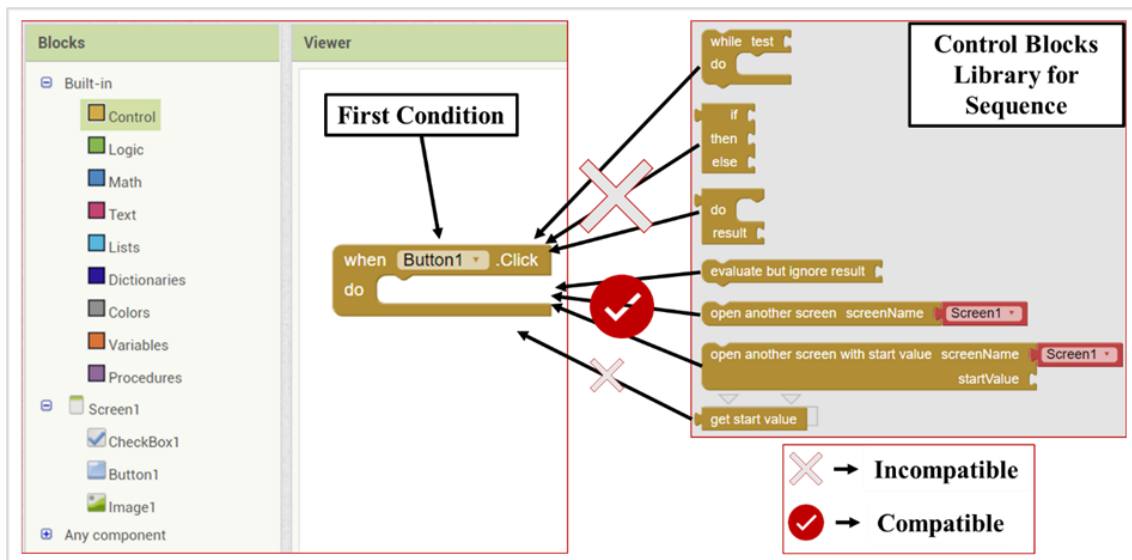 Blocks
Built-in
Control
Logic
Math
Text
Lists
Dictionaries
Colors
Variables
Procedures
Screen1
CheckBox1
Button1
Image1
Any component
Viewer
First Condition
when Button1 .Click
do
while test
do
if
then
else
do
result
evaluate but ignore result
open another screen screenName Screen1
open another screen with start value screenName Screen1
startValue
get start value
Control Blocks
Library for
Sequence
Incompatible
Compatible